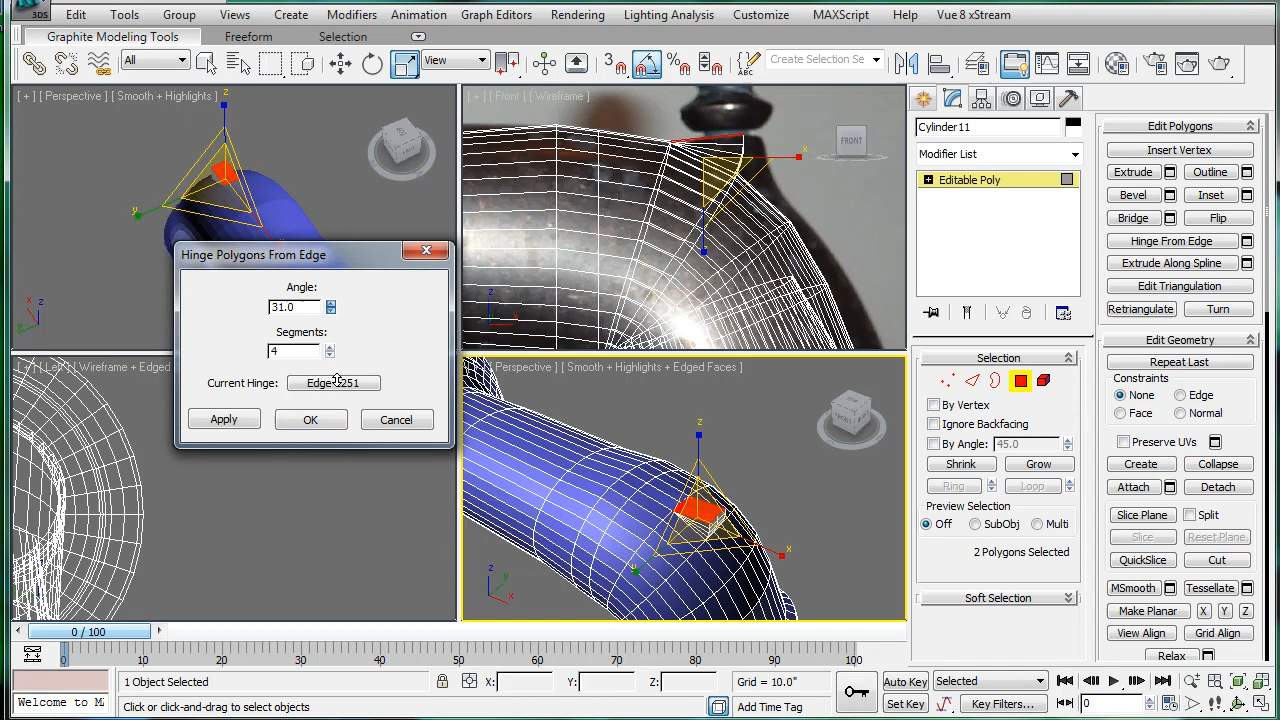 3DS
Edit Tools Group Views Create Modifiers Animation Graph Editors Rendering Lighting Analysis Customize MAXScript Help Vue 8 xStream
Graphite Modeling Tools Freeform Selection
All View 3 % ABC Create Selection Se
[ + ] [ Perspective ] [ Smooth + Highlights ]
[ + ] [ Front ] [ Wireframe ]
FRONT
z
y
x
x z
Hinge Polygons From Edge
Angle:
31.0
Segments:
4
Current Hinge:
Apply OK Cancel
Perspective ] [ Smooth + Highlights + Edged Faces ]
z
x
y
z y
x
Cylinder11
Modifier List
Editable Poly
Selection
By Vertex
Ignore Backfacing
By Angle: 45.0
Shrink Grow
Ring Loop
Preview Selection
Off SubObj Multi
2 Polygons Selected
Soft Selection
Edit Polygons
Insert Vertex
Extrude Outline
Bevel Inset
Bridge Flip
Hinge From Edge
Extrude Along Spline
Edit Triangulation
Retriangulate Turn
Edit Geometry
Repeat Last
Constraints
None Edge
Face Normal
Preserve UVs
Create Collapse
Attach Detach
Slice Plane Split
Slice Reset Plane
QuickSlice Cut
MSmooth Tessellate
Make Planar X Y Z
View Align Grid Align
Relax
0 / 100
0 10 20 30 40 50 60 70 80 90 100
1 Object Selected X: Y: Z: Grid = 10.0" Auto Key Selected
Welcome to Click or click-and-drag to select objects Add Time Tag Set Key Key Filters... 0